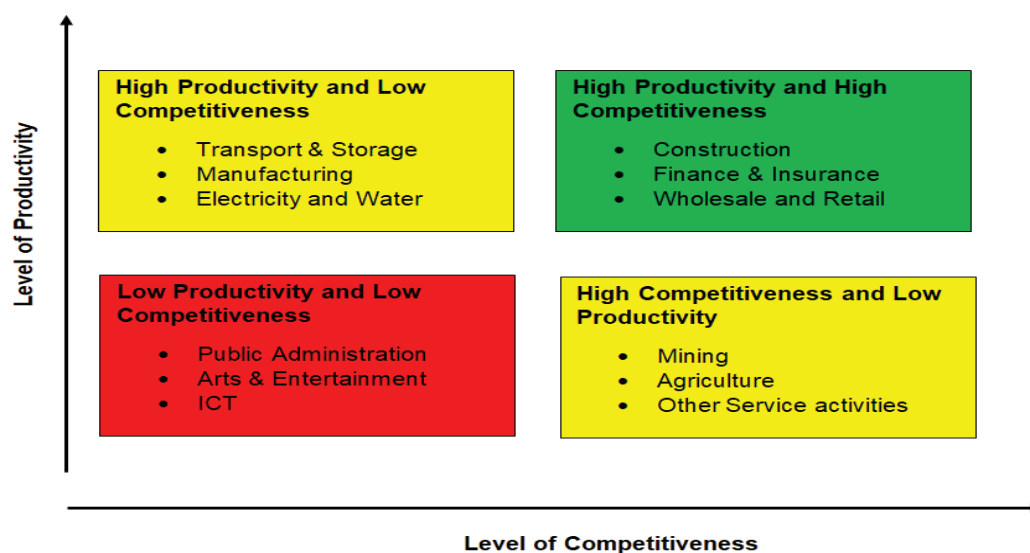 Level of Productivity
High Productivity and Low
Competitiveness
• Transport & Storage
• Manufacturing
• Electricity and Water
High Productivity and High
Competitiveness
• Construction
• Finance & Insurance
• Wholesale and Retail
Low Productivity and Low
Competitiveness
• Public Administration
• Arts & Entertainment
• ICT
High Competitiveness and Low
Productivity
• Mining
• Agriculture
• Other Service activities
Level of Competitiveness